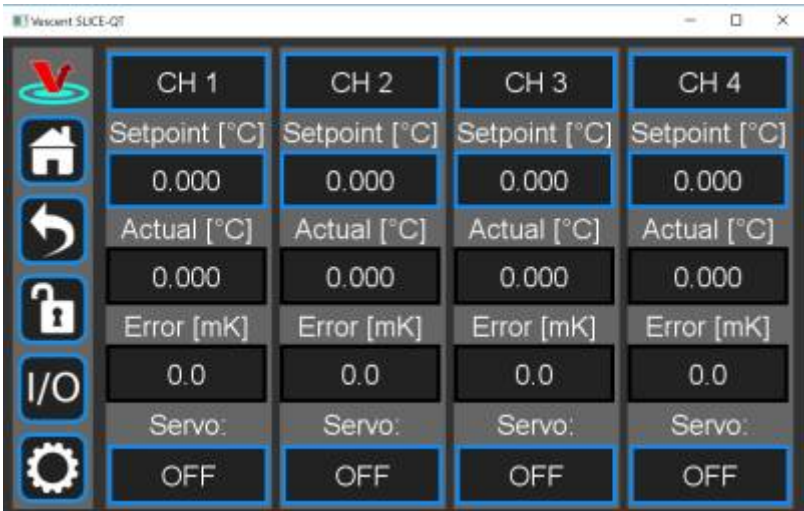 Vescent SLICE-QT
CH 1 CH 2 CH 3 CH 4
Setpoint [°C] Setpoint [°C] Setpoint [°C] Setpoint [°C]
0.000 0.000 0.000 0.000
Actual [°C] Actual [°C] Actual [°C] Actual [°C]
0.000 0.000 0.000 0.000
Error [mK] Error [mK] Error [mK] Error [mK]
I/O 0.0 0.0 0.0 0.0
Servo: Servo: Servo: Servo:
OFF OFF OFF OFF